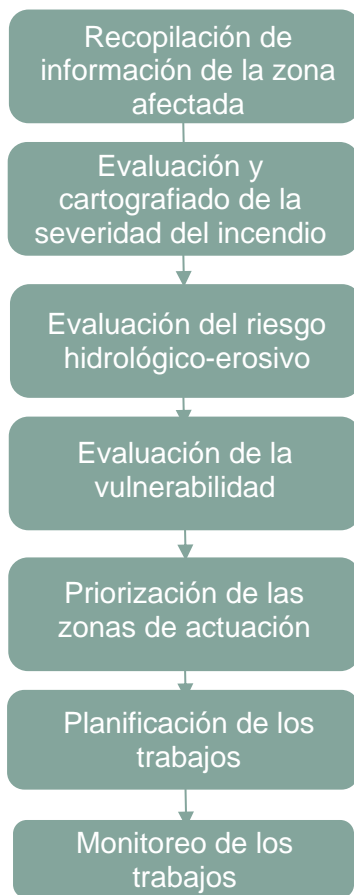 Recopilación de
información de la zona
afectada
Evaluación y
cartografiado de la
severidad del incendio
Evaluación del riesgo
hidrológico-erosivo
Evaluación de la
vulnerabilidad
Priorización de las
zonas de actuación
Planificación de los
trabajos
Monitoreo de los
trabajos